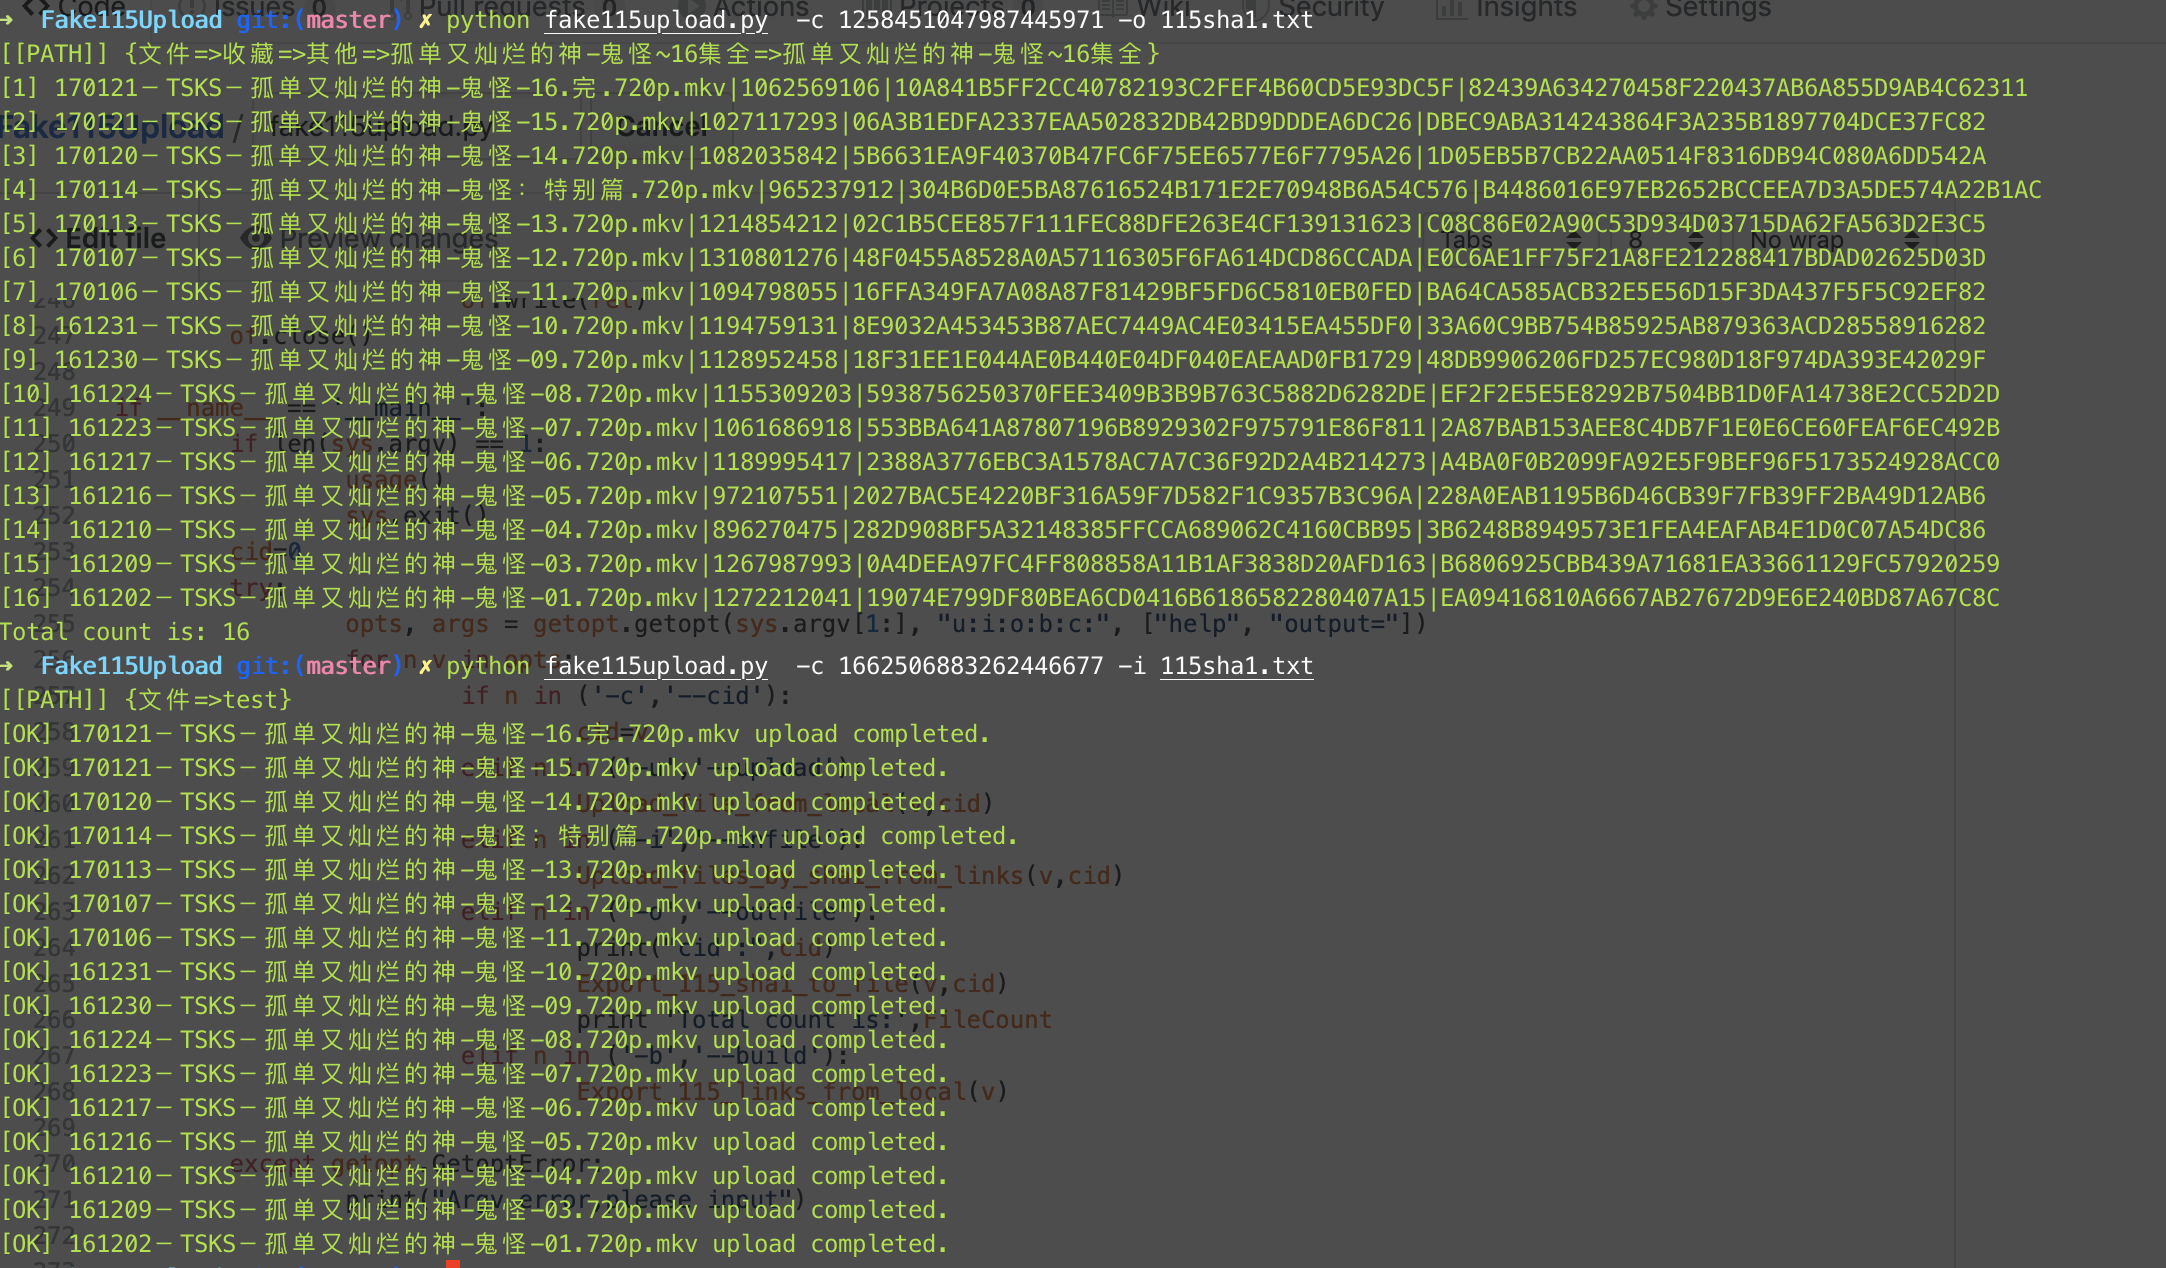 ➜  Fake115Upload git:(master) ✗ python fake115upload.py  -c 1258451047987445971 -o 115sha1.txt
[[PATH]] {文件=>收藏=>其他=>孤单又灿烂的神-鬼怪~16集全=>孤单又灿烂的神-鬼怪~16集全}
[1] 170121－TSKS－孤单又灿烂的神-鬼怪-16.完.720p.mkv|1062569106|10A841B5FF2CC40782193C2FEF4B60CD5E93DC5F|82439A634270458F220437AB6A855D9AB4C62311
[2] 170121－TSKS－孤单又灿烂的神-鬼怪-15.720p.mkv|1027117293|06A3B1EDFA2337EAA502832DB42BD9DDDEA6DC26|DBEC9ABA314243864F3A235B1897704DCE37FC82
[3] 170120－TSKS－孤单又灿烂的神-鬼怪-14.720p.mkv|1082035842|5B6631EA9F40370B47FC6F75EE6577E6F7795A26|1D05EB5B7CB22AA0514F8316DB94C080A6DD542A
[4] 170114－TSKS－孤单又灿烂的神-鬼怪：特别篇.720p.mkv|965237912|304B6D0E5BA87616524B171E2E70948B6A54C576|B4486016E97EB2652BCCEEA7D3A5DE574A22B1AC
[5] 170113－TSKS－孤单又灿烂的神-鬼怪-13.720p.mkv|1214854212|02C1B5CEE857F111FEC88DFE263E4CF139131623|C08C86E02A90C53D934D03715DA62FA563D2E3C5
[6] 170107－TSKS－孤单又灿烂的神-鬼怪-12.720p.mkv|1310801276|48F0455A8528A0A57116305F6FA614DCD86CCADA|E0C6AE1FF75F21A8FE212288417BDAD02625D03D
[7] 170106－TSKS－孤单又灿烂的神-鬼怪-11.720p.mkv|1094798055|16FFA349FA7A08A87F81429BF5FD6C5810EB0FED|BA64CA585ACB32E5E56D15F3DA437F5F5C92EF82
[8] 161231－TSKS－孤单又灿烂的神-鬼怪-10.720p.mkv|1194759131|8E9032A453453B87AEC7449AC4E03415EA455DF0|33A60C9BB754B85925AB879363ACD28558916282
[9] 161230－TSKS－孤单又灿烂的神-鬼怪-09.720p.mkv|1128952458|18F31EE1E044AE0B440E04DF040EAEAAD0FB1729|48DB9906206FD257EC980D18F974DA393E42029F
[10] 161224－TSKS－孤单又灿烂的神-鬼怪-08.720p.mkv|1155309203|5938756250370FEE3409B3B9B763C5882D6282DE|EF2F2E5E5E8292B7504BB1D0FA14738E2CC52D2D
[11] 161223－TSKS－孤单又灿烂的神-鬼怪-07.720p.mkv|1061686918|553BBA641A87807196B8929302F975791E86F811|2A87BAB153AEE8C4DB7F1E0E6CE60FEAF6EC492B
[12] 161217－TSKS－孤单又灿烂的神-鬼怪-06.720p.mkv|1189995417|2388A3776EBC3A1578AC7A7C36F92D2A4B214273|A4BA0F0B2099FA92E5F9BEF96F5173524928ACC0
[13] 161216－TSKS－孤单又灿烂的神-鬼怪-05.720p.mkv|972107551|2027BAC5E4220BF316A59F7D582F1C9357B3C96A|228A0EAB1195B6D46CB39F7FB39FF2BA49D12AB6
[14] 161210－TSKS－孤单又灿烂的神-鬼怪-04.720p.mkv|896270475|282D908BF5A32148385FFCCA689062C4160CBB95|3B6248B8949573E1FEA4EAFAB4E1D0C07A54DC86
[15] 161209－TSKS－孤单又灿烂的神-鬼怪-03.720p.mkv|1267987993|0A4DEEA97FC4FF808858A11B1AF3838D20AFD163|B6806925CBB439A71681EA33661129FC57920259
[16] 161202－TSKS－孤单又灿烂的神-鬼怪-01.720p.mkv|1272212041|19074E799DF80BEA6CD0416B6186582280407A15|EA09416810A6667AB27672D9E6E240BD87A67C8C
Total count is: 16
➜  Fake115Upload git:(master) ✗ python fake115upload.py  -c 1662506883262446677 -i 115sha1.txt
[[PATH]] {文件=>test}
[OK] 170121－TSKS－孤单又灿烂的神-鬼怪-16.完.720p.mkv upload completed.
[OK] 170121－TSKS－孤单又灿烂的神-鬼怪-15.720p.mkv upload completed.
[OK] 170120－TSKS－孤单又灿烂的神-鬼怪-14.720p.mkv upload completed.
[OK] 170114－TSKS－孤单又灿烂的神-鬼怪：特别篇.720p.mkv upload completed.
[OK] 170113－TSKS－孤单又灿烂的神-鬼怪-13.720p.mkv upload completed.
[OK] 170107－TSKS－孤单又灿烂的神-鬼怪-12.720p.mkv upload completed.
[OK] 170106－TSKS－孤单又灿烂的神-鬼怪-11.720p.mkv upload completed.
[OK] 161231－TSKS－孤单又灿烂的神-鬼怪-10.720p.mkv upload completed.
[OK] 161230－TSKS－孤单又灿烂的神-鬼怪-09.720p.mkv upload completed.
[OK] 161224－TSKS－孤单又灿烂的神-鬼怪-08.720p.mkv upload completed.
[OK] 161223－TSKS－孤单又灿烂的神-鬼怪-07.720p.mkv upload completed.
[OK] 161217－TSKS－孤单又灿烂的神-鬼怪-06.720p.mkv upload completed.
[OK] 161216－TSKS－孤单又灿烂的神-鬼怪-05.720p.mkv upload completed.
[OK] 161210－TSKS－孤单又灿烂的神-鬼怪-04.720p.mkv upload completed.
[OK] 161209－TSKS－孤单又灿烂的神-鬼怪-03.720p.mkv upload completed.
[OK] 161202－TSKS－孤单又灿烂的神-鬼怪-01.720p.mkv upload completed.